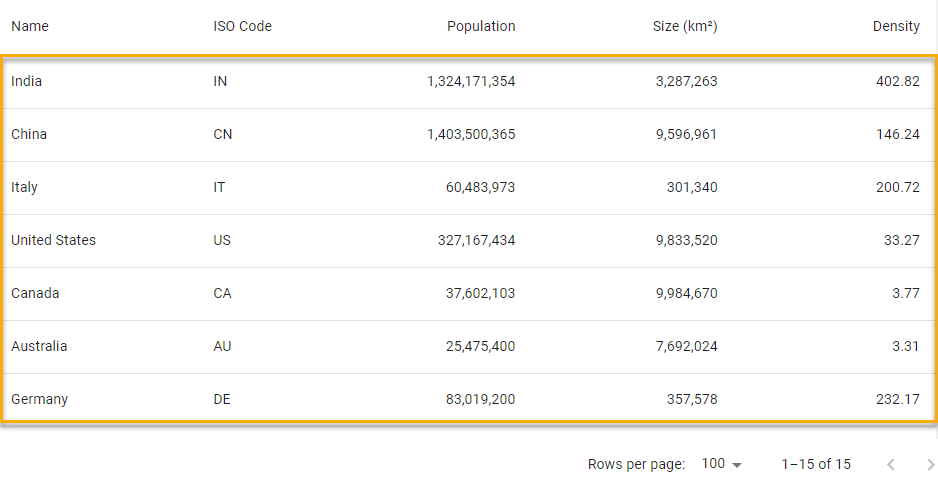 Name ISO Code Population Size (km²) Density
India IN 1,324,171,354 3,287,263 402.82
China CN 1,403,500,365 9,596,961 146.24
Italy IT 60,483,973 301,340 200.72
United States US 327,167,434 9,833,520 33.27
Canada CA 37,602,103 9,984,670 3.77
Australia AU 25,475,400 7,692,024 3.31
Germany DE 83,019,200 357,578 232.17
Rows per page: 100 1–15 of 15